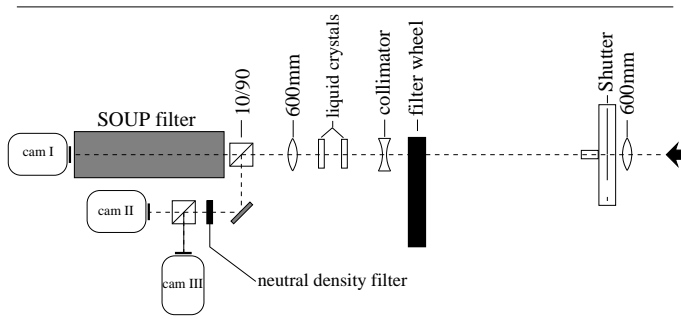 SOUP filter
10/90
600mm
liquid crystals
collimator
filter wheel
Shutter
600mm
cam I
cam II
cam III
neutral density filter